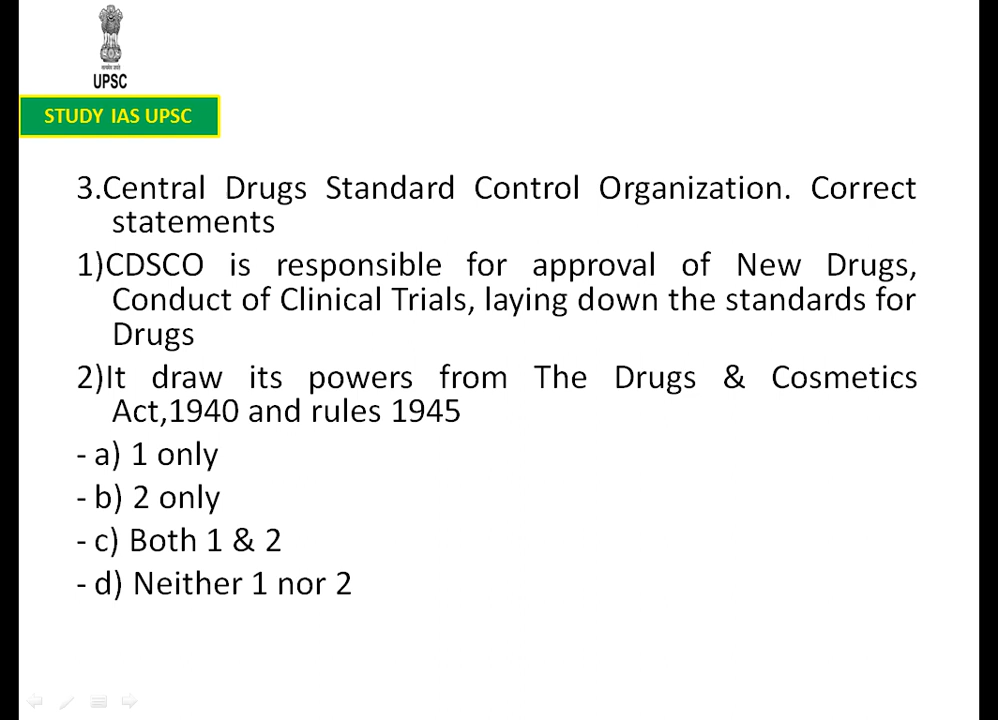 UPSC
STUDY IAS UPSC
3.Central Drugs Standard Control Organization. Correct
statements
1)CDSCO is responsible for approval of New Drugs,
Conduct of Clinical Trials, laying down the standards for
Drugs
2)It draw its powers from The Drugs & Cosmetics
Act,1940 and rules 1945
- a) 1 only
- b) 2 only
- c) Both 1 & 2
- d) Neither 1 nor 2